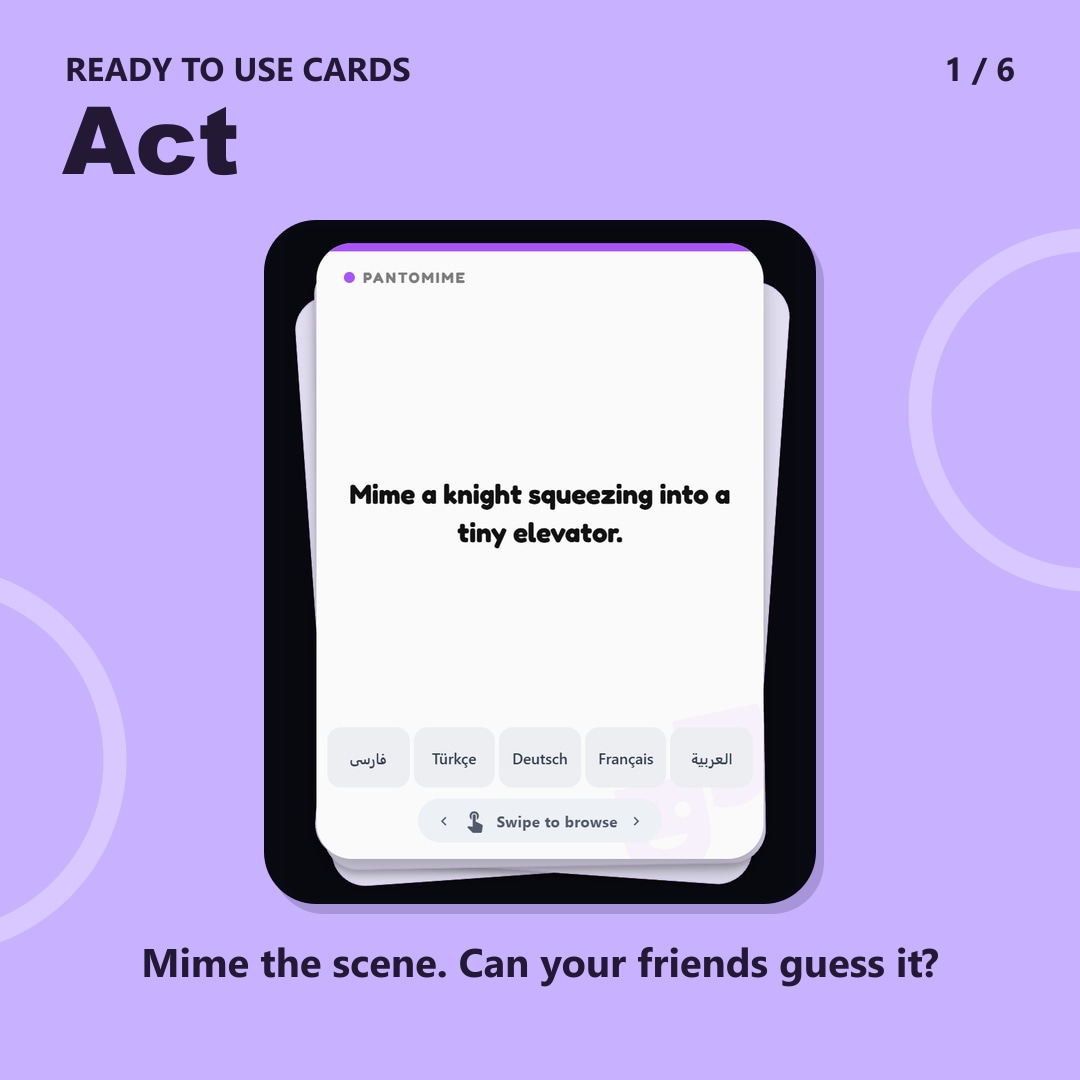 READY TO USE CARDS
1 / 6
Act
PANTOMIME
Mime a knight squeezing into a
tiny elevator.
فارسی
Türkçe
Deutsch
Français
العربية
Swipe to browse
Mime the scene. Can your friends guess it?